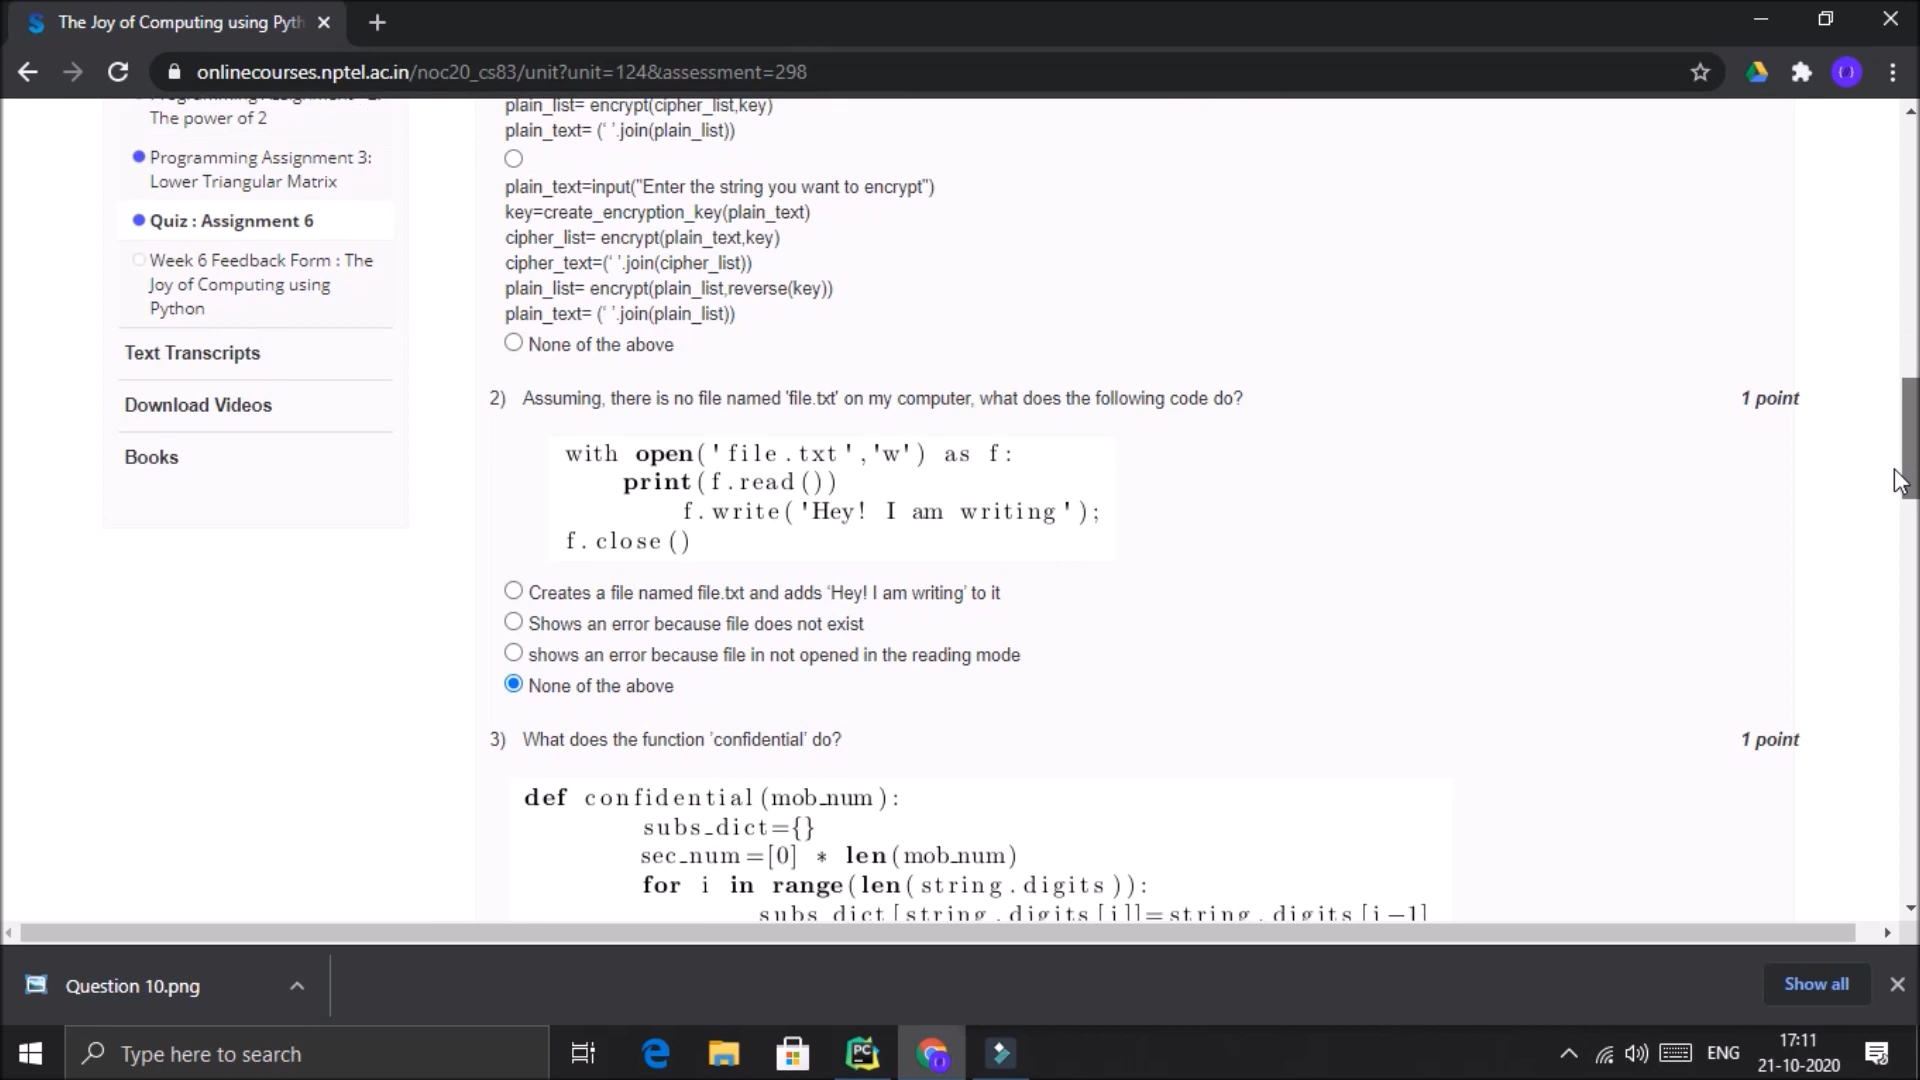 The Joy of Computing using Pyth
onlinecourses.nptel.ac.in/noc20_cs83/unit?unit=124&assessment=298
The power of 2
Programming Assignment 3:
Lower Triangular Matrix
Quiz : Assignment 6
Week 6 Feedback Form : The
Joy of Computing using
Python
Text Transcripts
Download Videos
Books
plain_list= encrypt(cipher_list,key)
plain_text= (‘ ’.join(plain_list))
plain_text=input("Enter the string you want to encrypt")
key=create_encryption_key(plain_text)
cipher_list= encrypt(plain_text,key)
cipher_text=(‘ ’.join(cipher_list))
plain_list= encrypt(plain_list,reverse(key))
plain_text= (‘ ’.join(plain_list))
None of the above
2) Assuming, there is no file named 'file.txt' on my computer, what does the following code do? 1 point
with open('file.txt','w') as f:
print(f.read())
f.write('Hey! I am writing');
f.close()
Creates a file named file.txt and adds ‘Hey! I am writing’ to it
Shows an error because file does not exist
shows an error because file in not opened in the reading mode
None of the above
3) What does the function ’confidential’ do? 1 point
def confidential(mob_num):
subs_dict={}
sec_num=[0] * len(mob_num)
for i in range(len(string.digits)):
subs_dict[string.digits[i]]=string.digits[i-1]
Question 10.png
Show all
Type here to search
PC
ENG
17:11
21-10-2020